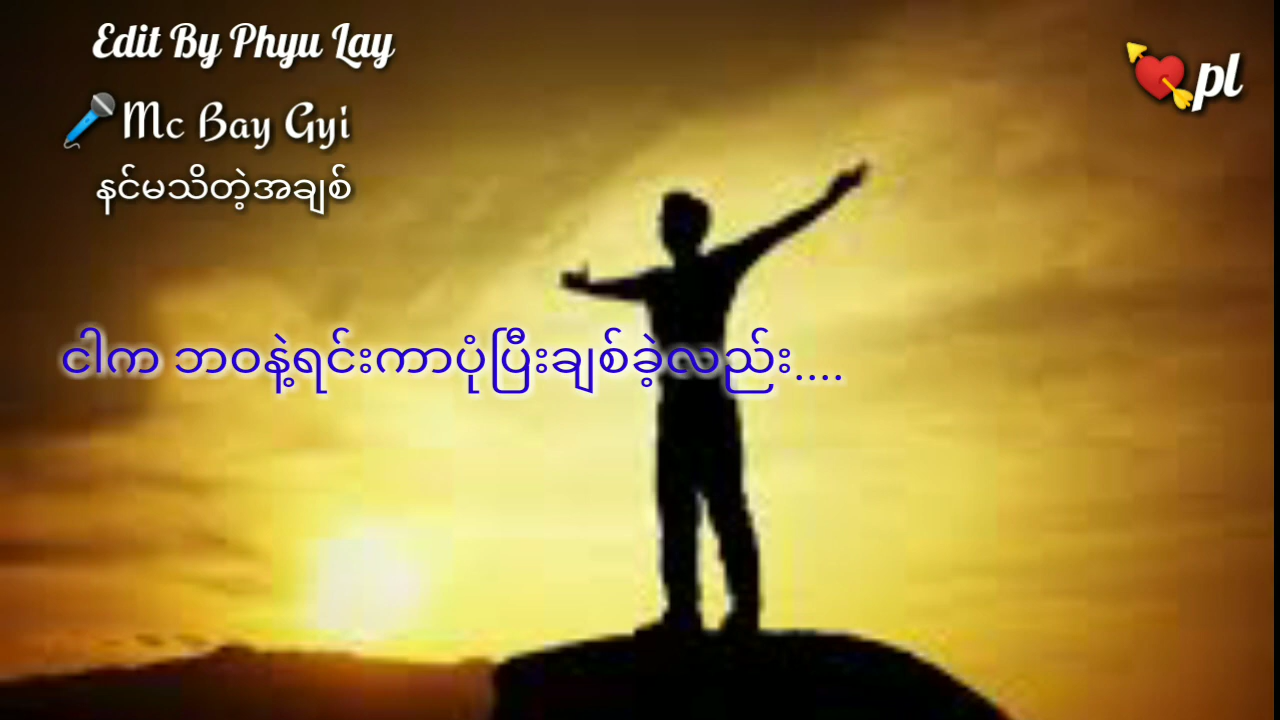 Edit By Phyu Lay
💘pl
🎤Mc Bay Gyi
နင်မသိတဲ့အချစ်
ငါက ဘဝနဲ့ရင်းကာပုံပြီးချစ်ခဲ့လည်း....